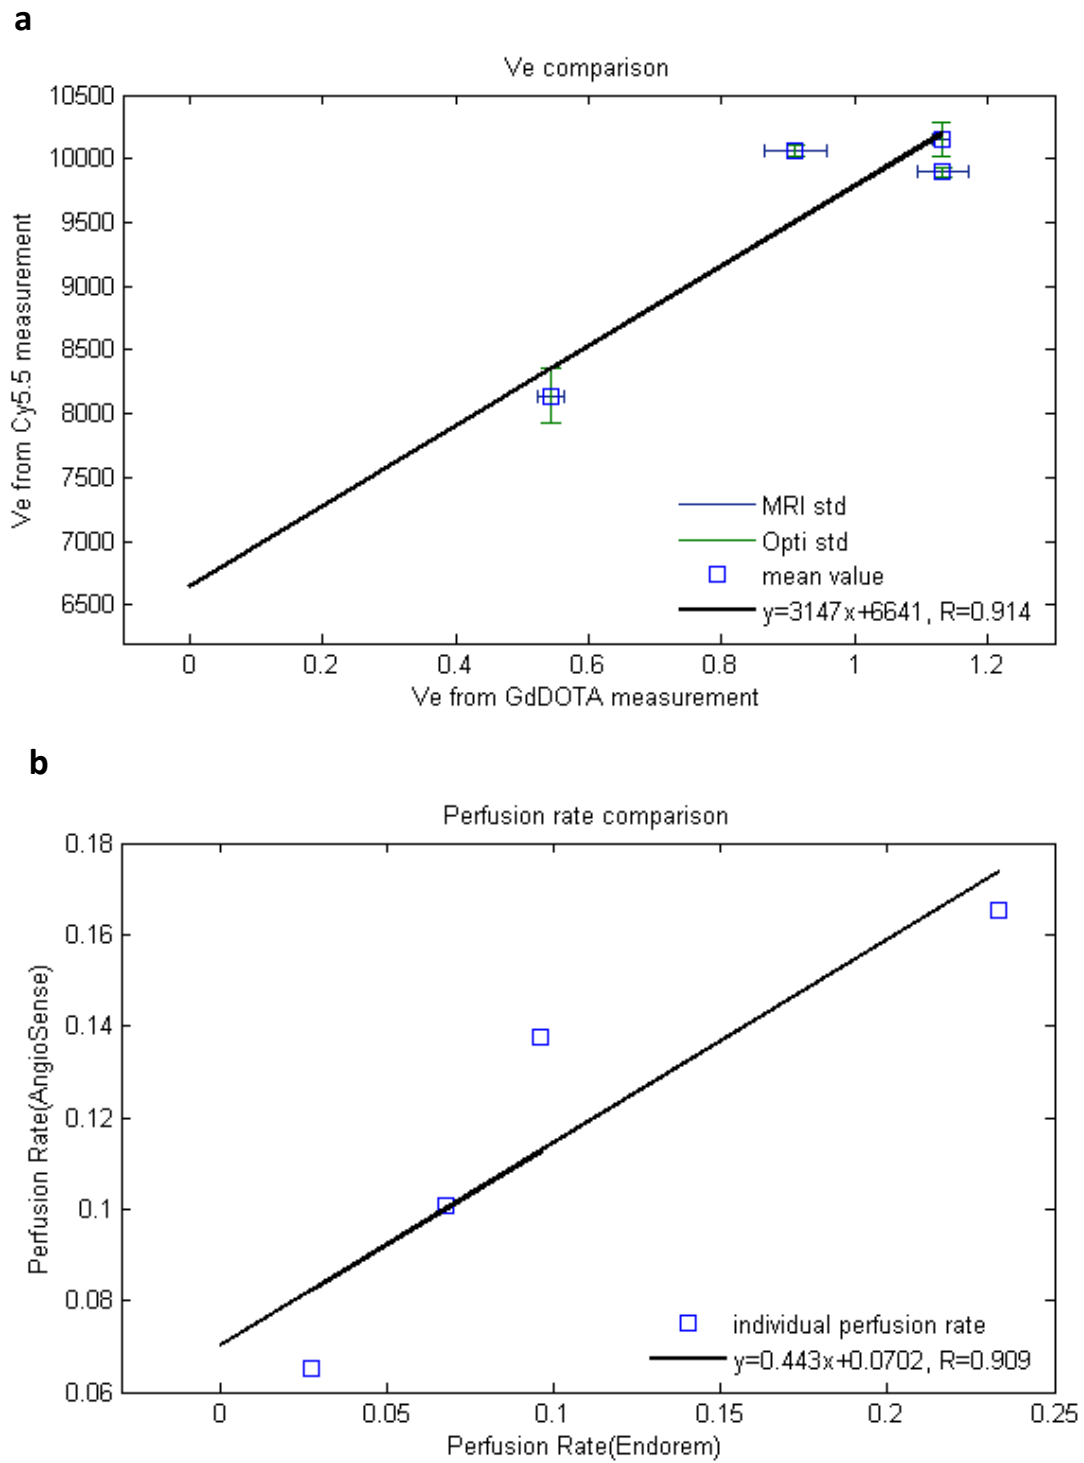 a
Ve comparison
10500
10000
9500
9000
8500
8000
7500
7000
6500
Ve from Cy5.5 measurement
MRI std
Opti std
mean value
y=3147x+6641, R=0.914
0 0.2 0.4 0.6 0.8 1 1.2
Ve from GdDOTA measurement
b
Perfusion rate comparison
0.18
0.16
0.14
0.12
0.1
0.08
0.06
Perfusion Rate(AngioSense)
individual perfusion rate
y=0.443x+0.0702, R=0.909
0 0.05 0.1 0.15 0.2 0.25
Perfusion Rate(Endorem)